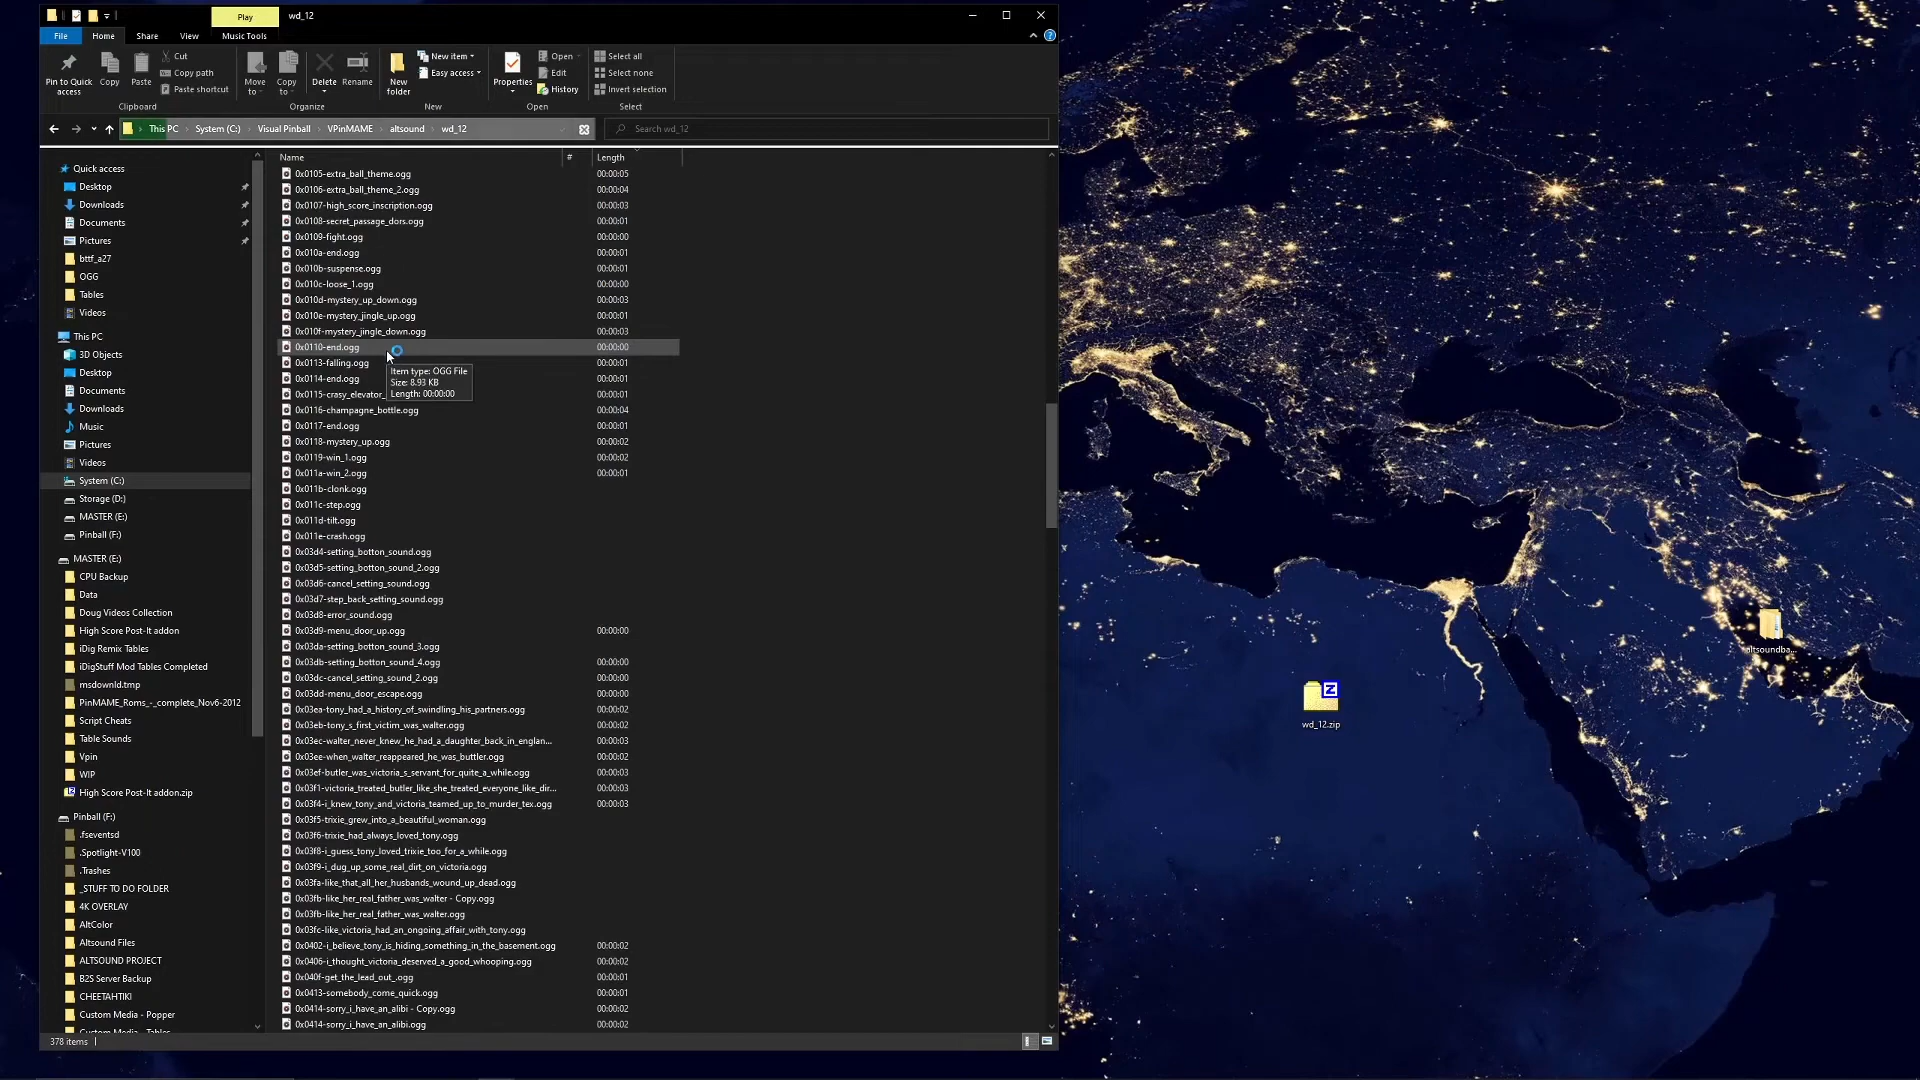 Play
wd_12
File
Home
Share
View
Music Tools
Pin to Quick access
Copy
Paste
Cut
Copy path
Paste shortcut
Clipboard
Move to
Copy to
Delete
Rename
Organize
New folder
New item
Easy access
New
Properties
Open
Edit
History
Open
Select all
Select none
Invert selection
Select
This PC > System (C:) > Visual Pinball > VPinMAME > altsound > wd_12
Search wd_12
Quick access
Desktop
Downloads
Documents
Pictures
bttf_a27
OGG
Tables
Videos
This PC
3D Objects
Desktop
Documents
Downloads
Music
Pictures
Videos
System (C:)
Storage (D:)
MASTER (E:)
Pinball (F:)
MASTER (E:)
CPU Backup
Data
Doug Videos Collection
High Score Post-It addon
iDig Remix Tables
iDigStuff Mod Tables Completed
msdownld.tmp
PinMAME_Roms_-_complete_Nov6-2012
Script Cheats
Table Sounds
Vpin
WIP
High Score Post-It addon.zip
Pinball (F:)
.fseventsd
.Spotlight-V100
.Trashes
_STUFF TO DO FOLDER
4K OVERLAY
AltColor
Altsound Files
ALTSOUND PROJECT
B2S Server Backup
CHEETAHTIKI
Custom Media - Popper
Custom Media - Tables
Name # Length
0x0105-extra_ball_theme.ogg 00:00:05
0x0106-extra_ball_theme_2.ogg 00:00:04
0x0107-high_score_inscription.ogg 00:00:03
0x0108-secret_passage_dors.ogg 00:00:01
0x0109-fight.ogg 00:00:00
0x010a-end.ogg 00:00:01
0x010b-suspense.ogg 00:00:01
0x010c-loose_1.ogg 00:00:00
0x010d-mystery_up_down.ogg 00:00:03
0x010e-mystery_jingle_up.ogg 00:00:01
0x010f-mystery_jingle_down.ogg 00:00:03
0x0110-end.ogg 00:00:00
0x0113-falling.ogg 00:00:01
0x0114-end.ogg 00:00:01
0x0115-crasy_elevator_ 00:00:01
0x0116-champagne_bottle.ogg 00:00:04
0x0117-end.ogg 00:00:01
0x0118-mystery_up.ogg 00:00:02
0x0119-win_1.ogg 00:00:02
0x011a-win_2.ogg 00:00:01
0x011b-clonk.ogg
0x011c-step.ogg
0x011d-tilt.ogg
0x011e-crash.ogg
0x03d4-setting_botton_sound.ogg
0x03d5-setting_botton_sound_2.ogg
0x03d6-cancel_setting_sound.ogg
0x03d7-step_back_setting_sound.ogg
0x03d8-error_sound.ogg
0x03d9-menu_door_up.ogg 00:00:00
0x03da-setting_botton_sound_3.ogg
0x03db-setting_botton_sound_4.ogg 00:00:00
0x03dc-cancel_setting_sound_2.ogg 00:00:00
0x03dd-menu_door_escape.ogg 00:00:00
0x03ea-tony_had_a_history_of_swindling_his_partners.ogg 00:00:02
0x03eb-tony_s_first_victim_was_walter.ogg 00:00:02
0x03ec-walter_never_knew_he_had_a_daughter_back_in_englan... 00:00:03
0x03ee-when_walter_reappeared_he_was_buttler.ogg 00:00:02
0x03ef-butler_was_victoria_s_servant_for_quite_a_while.ogg 00:00:03
0x03f1-victoria_treated_butler_like_she_treated_everyone_like_dir... 00:00:03
0x03f4-i_knew_tony_and_victoria_teamed_up_to_murder_tex.ogg 00:00:03
0x03f5-trixie_grew_into_a_beautiful_woman.ogg
0x03f6-trixie_had_always_loved_tony.ogg
0x03f8-i_guess_tony_loved_trixie_too_for_a_while.ogg
0x03f9-i_dug_up_some_real_dirt_on_victoria.ogg
0x03fa-like_that_all_her_husbands_wound_up_dead.ogg
0x03fb-like_her_real_father_was_walter - Copy.ogg
0x03fb-like_her_real_father_was_walter.ogg
0x03fc-like_victoria_had_an_ongoing_affair_with_tony.ogg
0x0402-i_believe_tony_is_hiding_something_in_the_basement.ogg 00:00:02
0x0406-i_thought_victoria_deserved_a_good_whooping.ogg 00:00:02
0x040f-get_the_lead_out_.ogg 00:00:01
0x0413-somebody_come_quick.ogg 00:00:01
0x0414-sorry_i_have_an_alibi - Copy.ogg 00:00:02
0x0414-sorry_i_have_an_alibi.ogg 00:00:02
Item type: OGG File
Size: 8.93 KB
Length: 00:00:00
378 items
altsoundba...
wd_12.zip